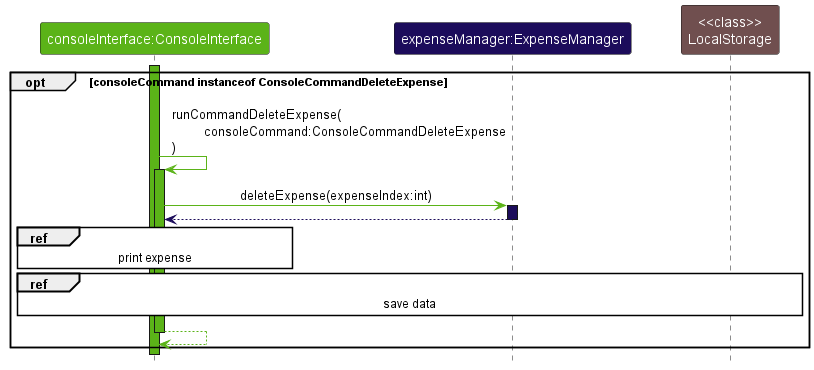 consoleInterface:ConsoleInterface
expenseManager:ExpenseManager
<<class>>
LocalStorage
opt
[consoleCommand instanceof ConsoleCommandDeleteExpense]
runCommandDeleteExpense(
consoleCommand:ConsoleCommandDeleteExpense
)
deleteExpense(expenseIndex:int)
ref
print expense
ref
save data